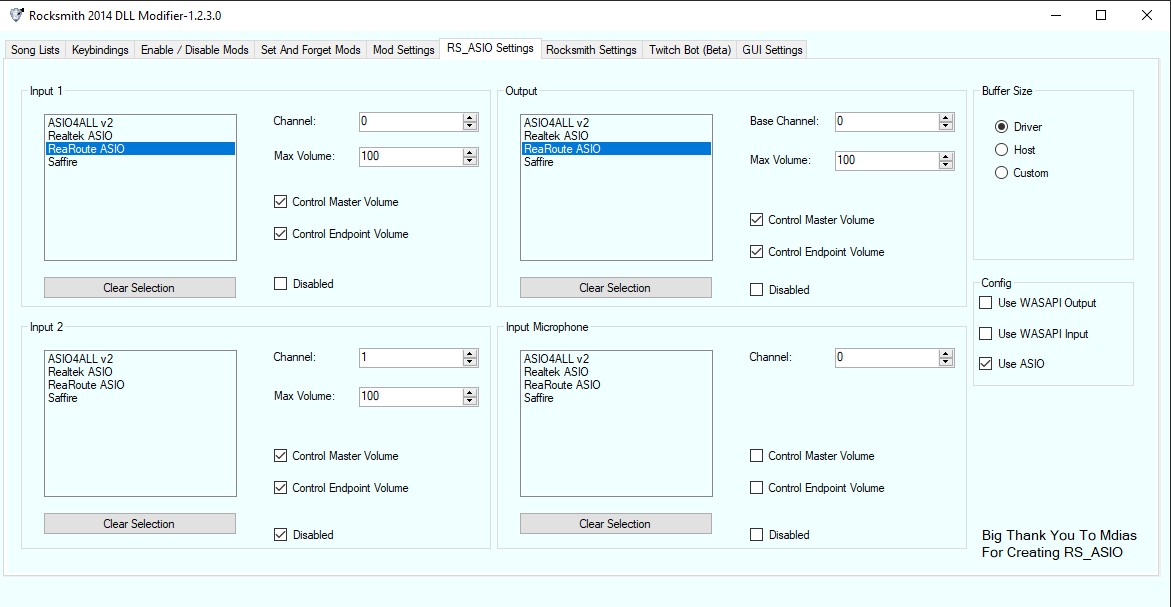 Rocksmith 2014 DLL Modifier-1.2.3.0
Song Lists Keybindings Enable / Disable Mods Set And Forget Mods Mod Settings RS_ASIO Settings Rocksmith Settings Twitch Bot (Beta) GUI Settings
Input 1
ASIO4ALL v2
Realtek ASIO
ReaRoute ASIO
Saffire
Clear Selection
Channel: 0
Max Volume: 100
Control Master Volume
Control Endpoint Volume
Disabled
Output
ASIO4ALL v2
Realtek ASIO
ReaRoute ASIO
Saffire
Clear Selection
Base Channel: 0
Max Volume: 100
Control Master Volume
Control Endpoint Volume
Disabled
Buffer Size
Driver
Host
Custom
Config
Use WASAPI Output
Use WASAPI Input
Use ASIO
Input 2
ASIO4ALL v2
Realtek ASIO
ReaRoute ASIO
Saffire
Clear Selection
Channel: 1
Max Volume: 100
Control Master Volume
Control Endpoint Volume
Disabled
Input Microphone
ASIO4ALL v2
Realtek ASIO
ReaRoute ASIO
Saffire
Clear Selection
Channel: 0
Control Master Volume
Control Endpoint Volume
Disabled
Big Thank You To Mdias
For Creating RS_ASIO